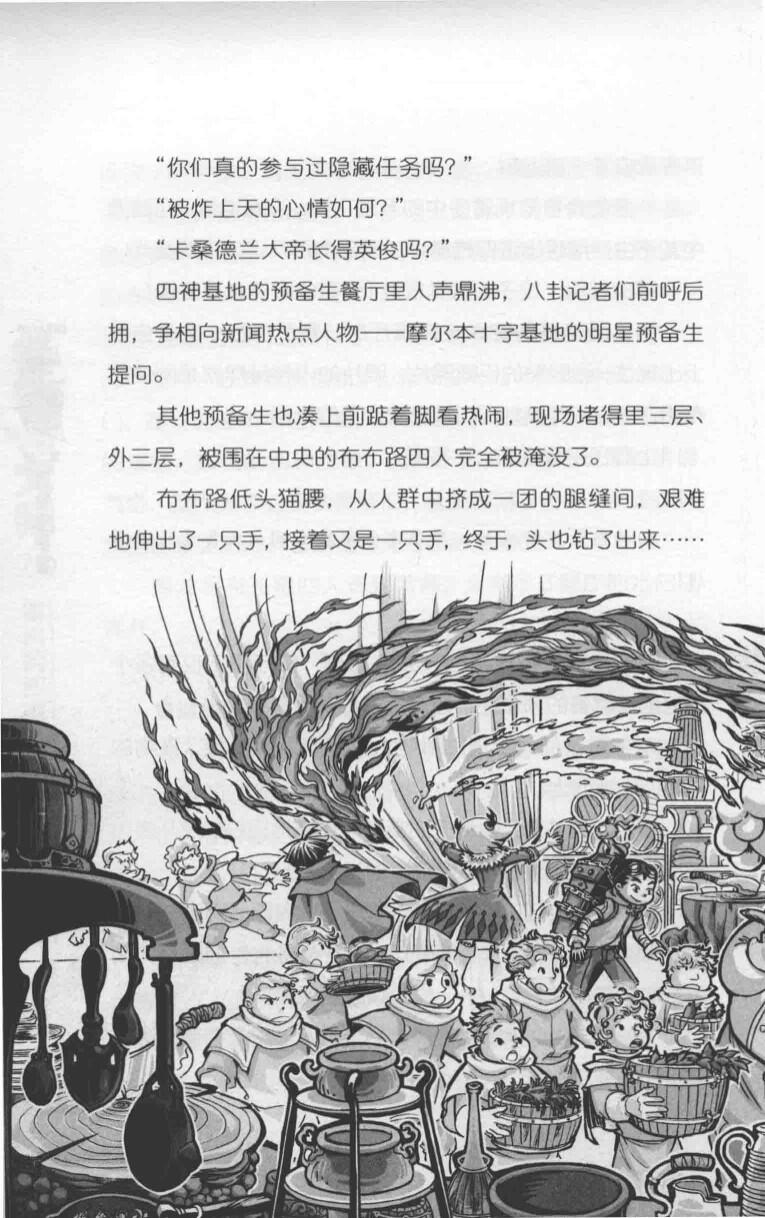 “你们真的参与过隐藏任务吗？”
“被炸上天的心情如何？”
“卡桑德兰大帝长得英俊吗？”
四神基地的预备生餐厅里人声鼎沸，八卦记者们前呼后
拥，争相向新闻热点人物——摩尔本十字基地的明星预备生
提问。
其他预备生也凑上前踮着脚看热闹，现场堵得里三层、
外三层，被围在中央的布布路四人完全被淹没了。
布布路低头猫腰，从人群中挤成一团的腿缝间，艰难
地伸出了一只手，接着又是一只手，终于，头也钻了出来……